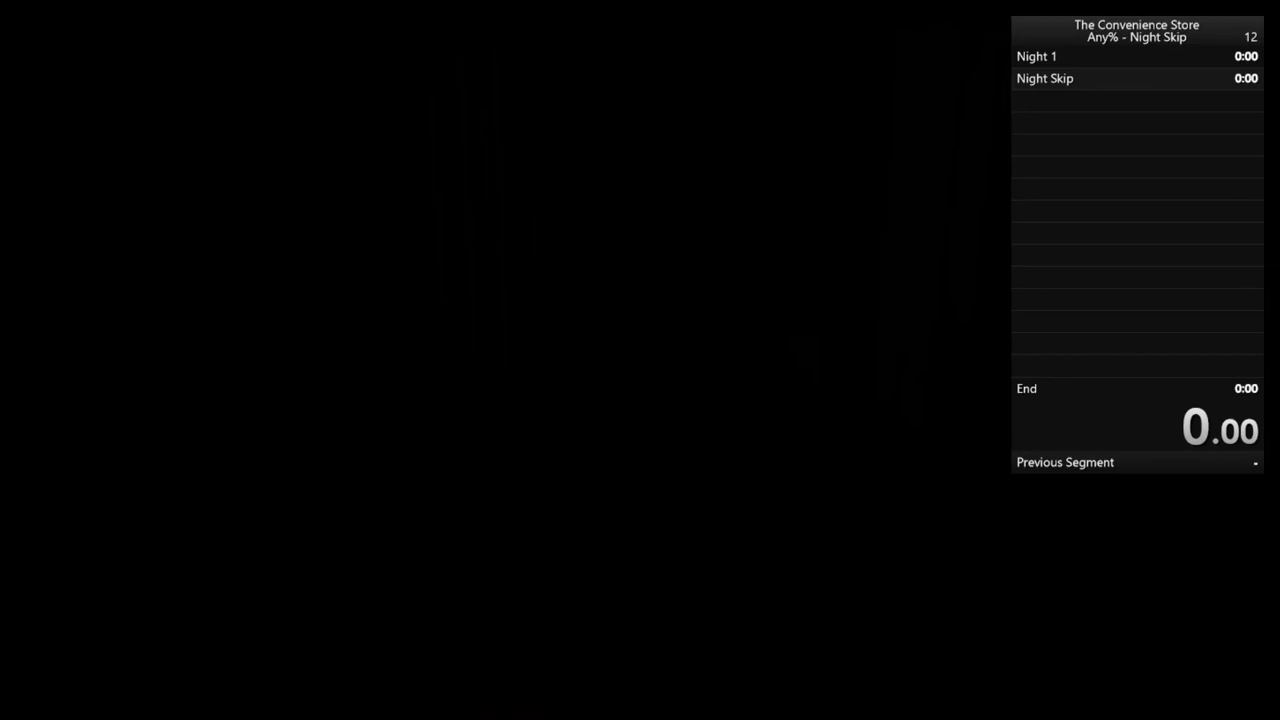 The Convenience Store
Any% - Night Skip 12
Night 1 0:00
Night Skip 0:00
End 0:00
0.00
Previous Segment -